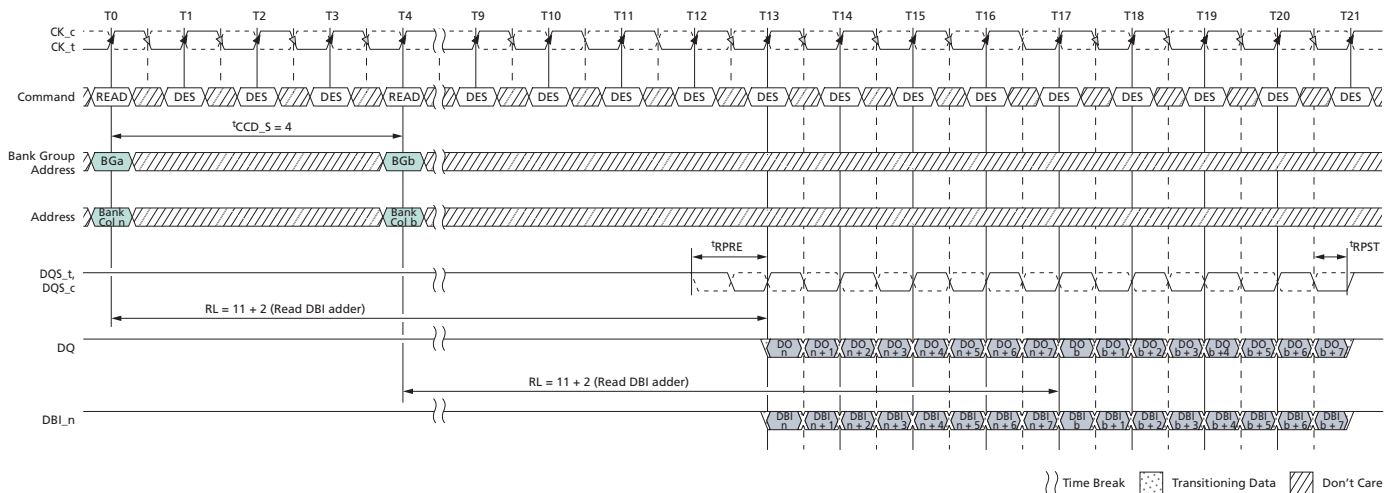 T0 T1 T2 T3 T4 T9 T10 T11 T12 T13 T14 T15 T16 T17 T18 T19 T20 T21
CK_c
CK_t
Command READ DES DES DES READ DES DES DES DES DES DES DES DES DES DES DES DES DES
tCCD_S = 4
Bank Group
Address BGa BGb
Address Bank Col n Bank Col b
tRPRE tRPST
DQS_t,
DQS_c
RL = 11 + 2 (Read DBI adder)
DQ DO n DO n + 1 DO n + 2 DO n + 3 DO n + 4 DO n + 5 DO n + 6 DO n + 7 DO b DO b + 1 DO b + 2 DO b + 3 DO b +4 DO b + 5 DO b + 6 DO b + 7
RL = 11 + 2 (Read DBI adder)
DBI_n DBI n DBI n + 1 DBI n + 2 DBI n + 3 DBI n + 4 DBI n + 5 DBI n + 6 DBI n + 7 DBI b DBI b + 1 DBI b + 2 DBI b + 3 DBI b + 4 DBI b + 5 DBI b + 6 DBI b + 7
Time Break Transitioning Data Don't Care